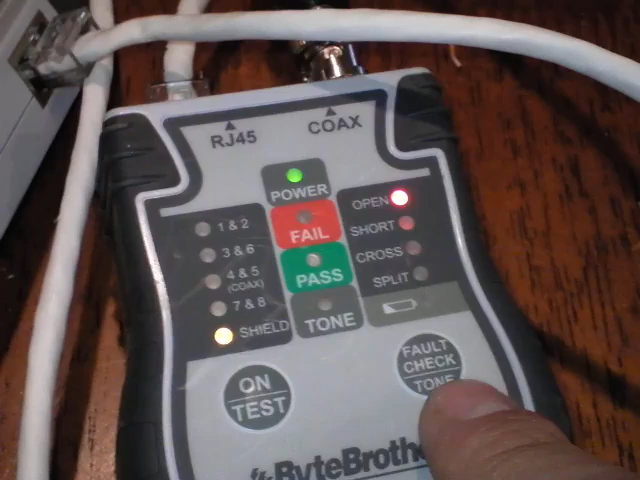 RJ45
COAX
POWER
FAIL
PASS
TONE
1 & 2
3 & 6
4 & 5
(COAX)
7 & 8
SHIELD
OPEN
SHORT
CROSS
SPLIT
ON
TEST
FAULT
CHECK
TONE